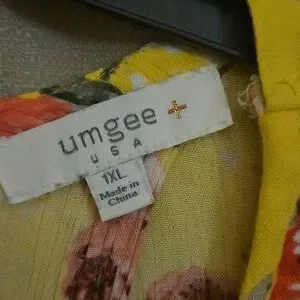 umgee +
USA
1XL
Made in
China